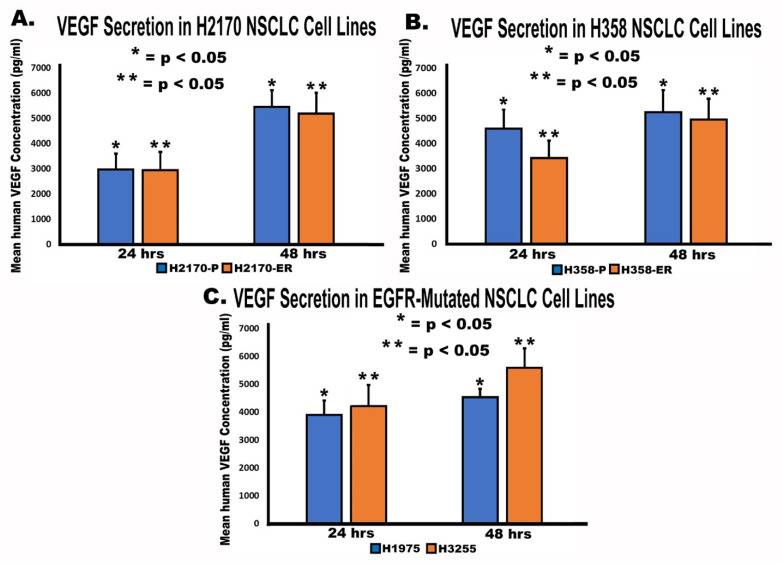 A. VEGF Secretion in H2170 NSCLC Cell Lines
* = p < 0.05
** = p < 0.05
Mean human VEGF Concentration (pg/ml)
7000
6000
5000
4000
3000
2000
1000
0
* ** * **
24 hrs 48 hrs
H2170-P H2170-ER
B. VEGF Secretion in H358 NSCLC Cell Lines
* = p < 0.05
** = p < 0.05
Mean human VEGF Concentration (pg/ml)
7000
6000
5000
4000
3000
2000
1000
0
* ** * **
24 hrs 48 hrs
H358-P H358-ER
C. VEGF Secretion in EGFR-Mutated NSCLC Cell Lines
* = p < 0.05
** = p < 0.05
Mean human VEGF Concentration (pg/ml)
7000
6000
5000
4000
3000
2000
1000
0
* ** * **
24 hrs 48 hrs
H1975 H3255